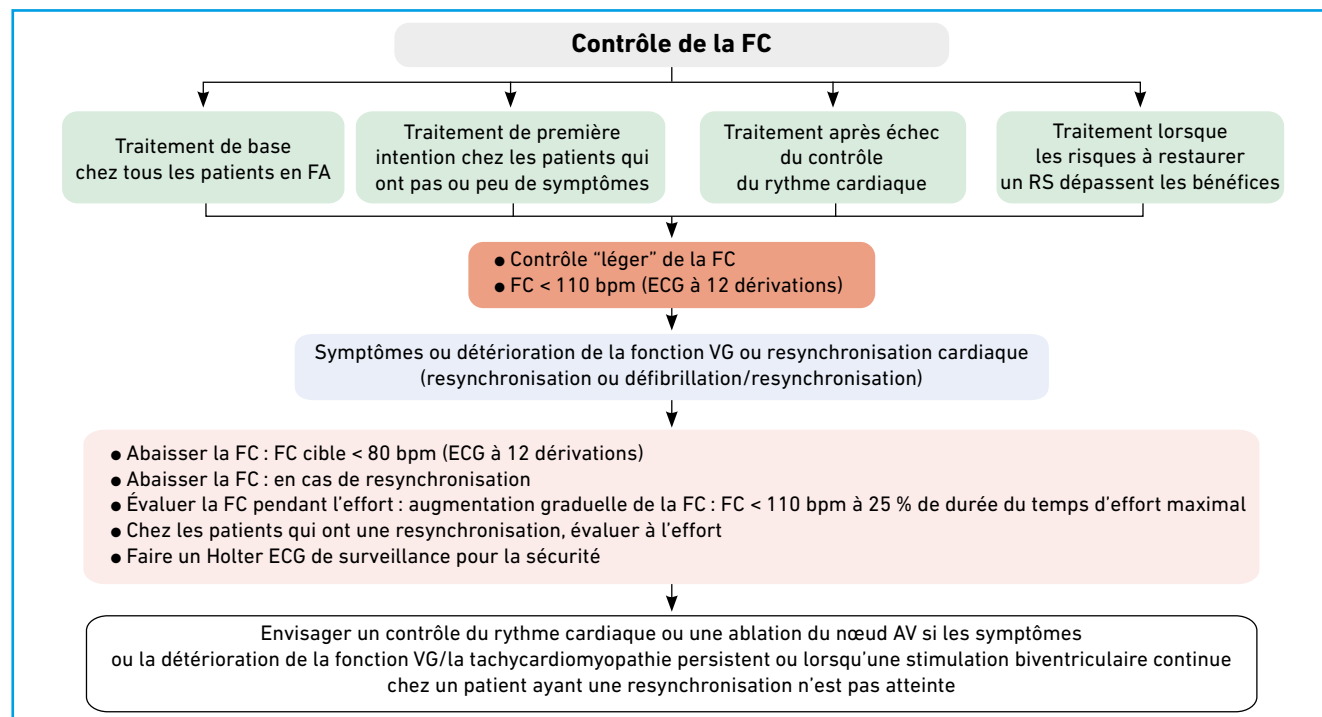 Contrôle de la FC
Traitement de base
chez tous les patients en FA
Traitement de première
intention chez les patients qui
ont pas ou peu de symptômes
Traitement après échec
du contrôle
du rythme cardiaque
Traitement lorsque
les risques à restaurer
un RS dépassent les bénéfices
● Contrôle “léger” de la FC
● FC < 110 bpm (ECG à 12 dérivations)
Symptômes ou détérioration de la fonction VG ou resynchronisation cardiaque
(resynchronisation ou défibrillation/resynchronisation)
● Abaisser la FC : FC cible < 80 bpm (ECG à 12 dérivations)
● Abaisser la FC : en cas de resynchronisation
● Évaluer la FC pendant l’effort : augmentation graduelle de la FC : FC < 110 bpm à 25 % de durée du temps d’effort maximal
● Chez les patients qui ont une resynchronisation, évaluer à l’effort
● Faire un Holter ECG de surveillance pour la sécurité
Envisager un contrôle du rythme cardiaque ou une ablation du nœud AV si les symptômes
ou la détérioration de la fonction VG/la tachycardiomyopathie persistent ou lorsqu’une stimulation biventriculaire continue
chez un patient ayant une resynchronisation n’est pas atteinte